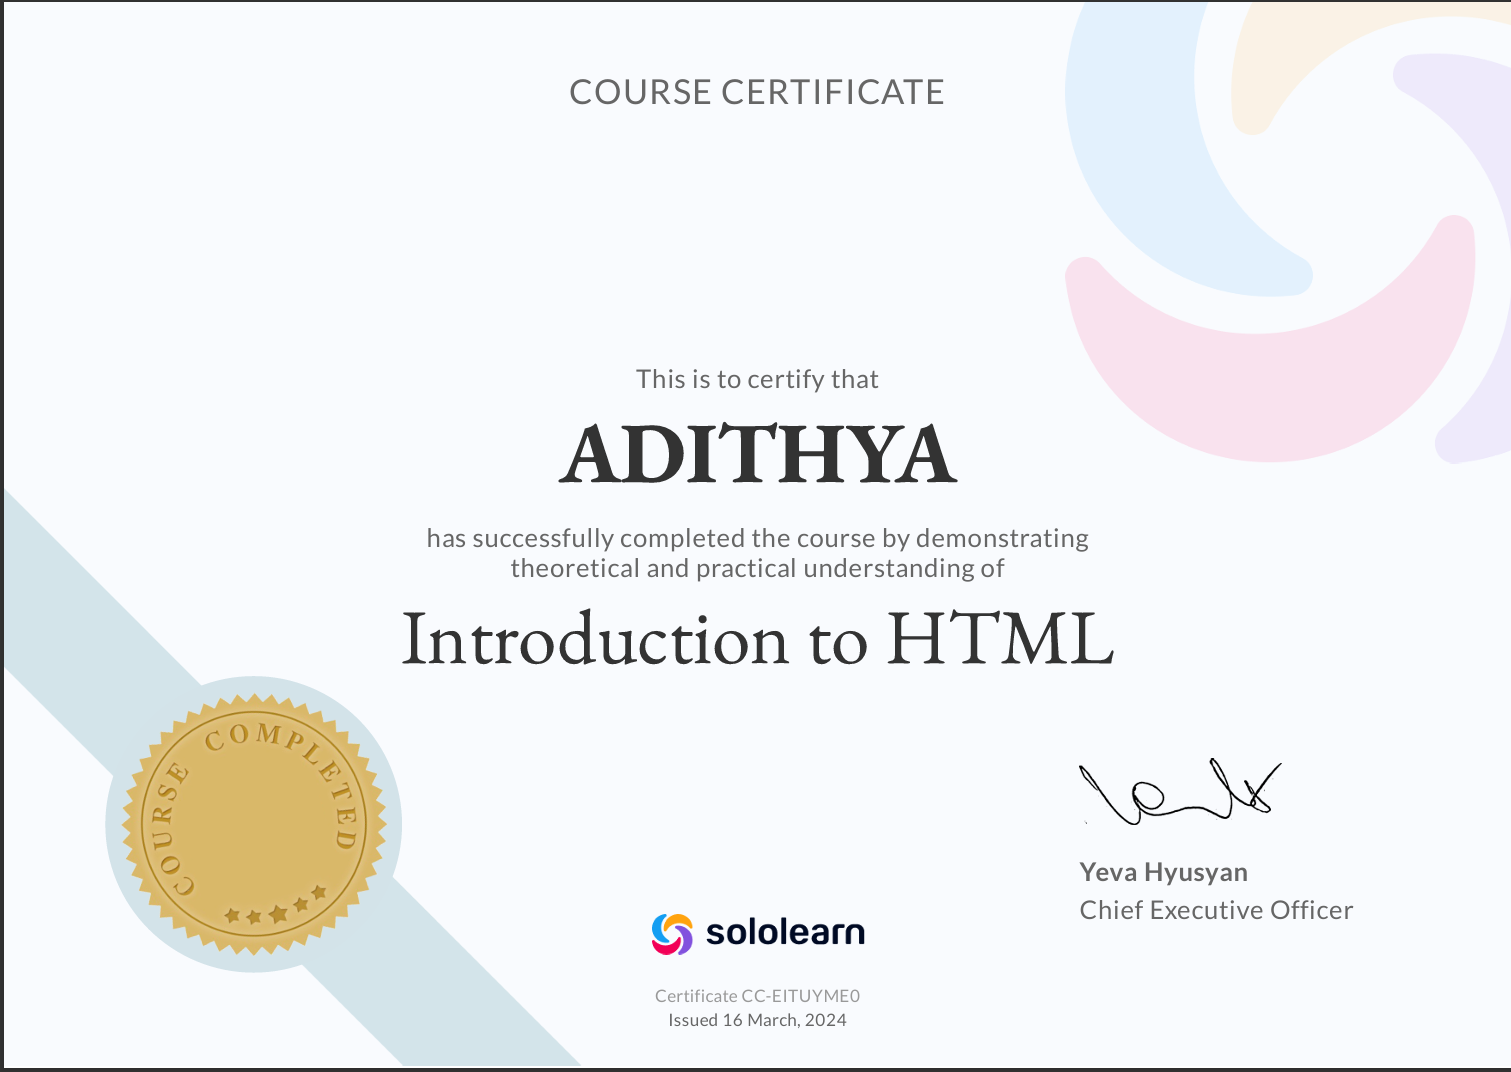 COURSE CERTIFICATE
This is to certify that
ADITHYA
has successfully completed the course by demonstrating
theoretical and practical understanding of
Introduction to HTML
COURSE COMPLETED
Yeva Hyusyan
Chief Executive Officer
sololearn
Certificate CC-EITUYME0
Issued 16 March, 2024